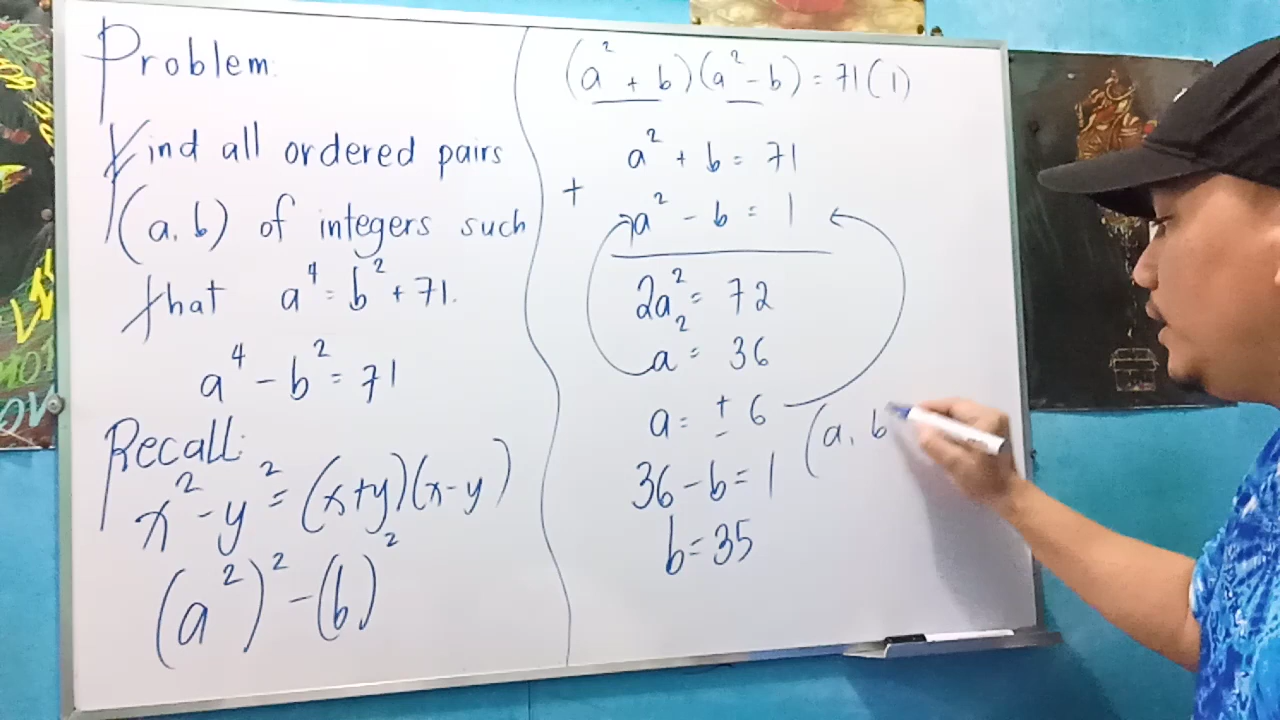 Problem:
Find all ordered pairs
(a, b) of integers such
that a⁴ = b² + 71.
a⁴ - b² = 71
Recall:
x² - y² = (x+y)(x-y)
(a²)² - (b)²
(a² + b)(a² - b) = 71(1)
a² + b = 71
+ a² - b = 1
2a² = 72
a² = 36
a = ± 6
(a, b
36 - b = 1
b = 35